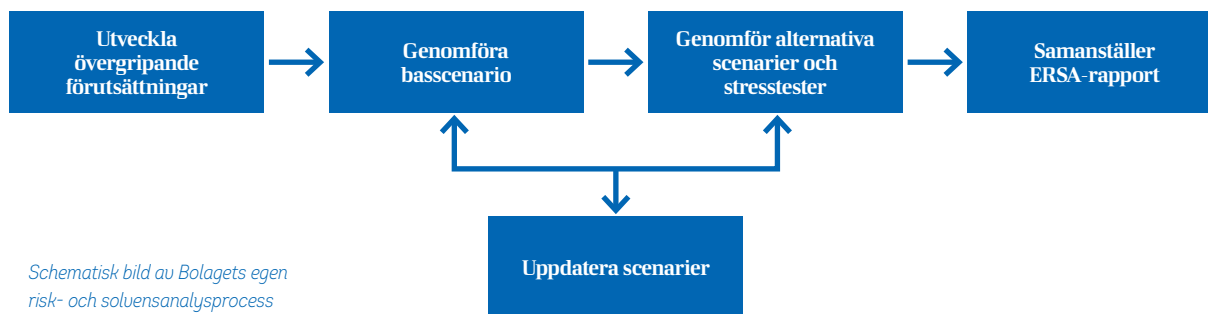 Utveckla
övergripande
förutsättningar
Genomföra
basscenario
Genomför alternativa
scenarier och
stresstester
Samanställer
ERSA-rapport
Uppdatera scenarier
Schematisk bild av Bolagets egen
risk- och solvensanalysprocess